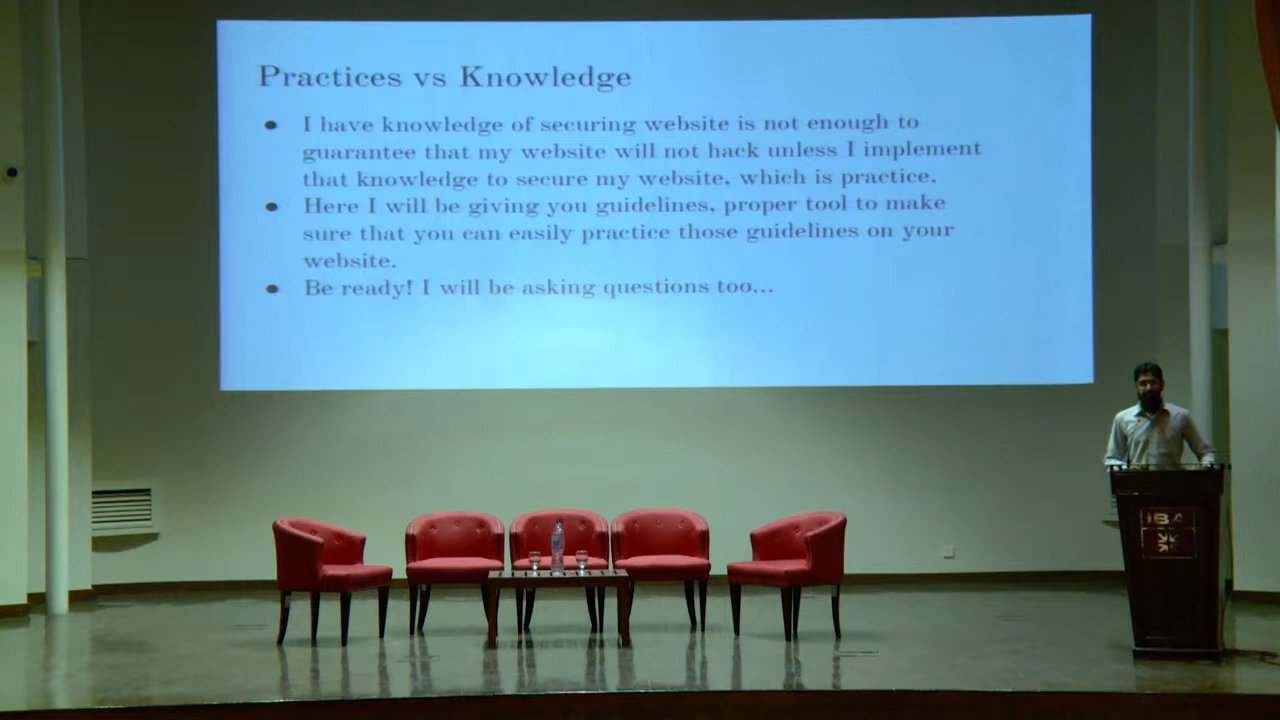 Practices vs Knowledge
● I have knowledge of securing website is not enough to
guarantee that my website will not hack unless I implement
that knowledge to secure my website, which is practice.
● Here I will be giving you guidelines, proper tool to make
sure that you can easily practice those guidelines on your
website.
● Be ready! I will be asking questions too...
IBA